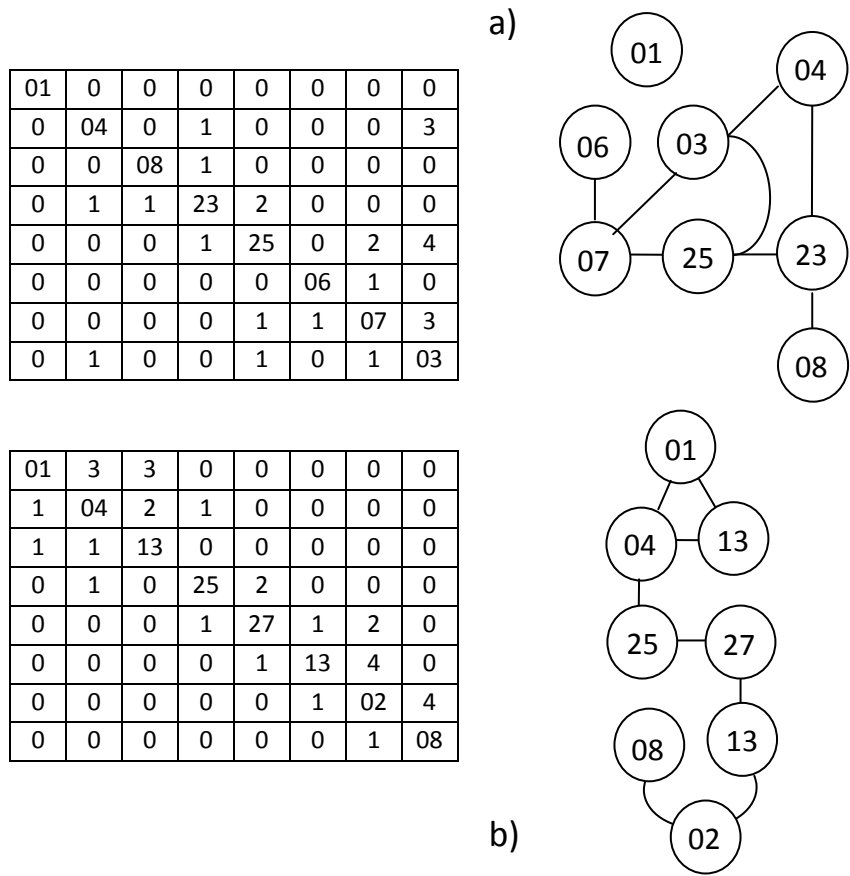 a)
01 0 0 0 0 0 0 0
0 04 0 1 0 0 0 3
0 0 08 1 0 0 0 0
0 1 1 23 2 0 0 0
0 0 0 1 25 0 2 4
0 0 0 0 0 06 1 0
0 0 0 0 1 1 07 3
0 1 0 0 1 0 1 03
01
04
06 03
07 25 23
08
01 3 3 0 0 0 0 0
1 04 2 1 0 0 0 0
1 1 13 0 0 0 0 0
0 1 0 25 2 0 0 0
0 0 0 1 27 1 2 0
0 0 0 0 1 13 4 0
0 0 0 0 0 1 02 4
0 0 0 0 0 0 1 08
01
04 13
25 27
08 13
02
b)